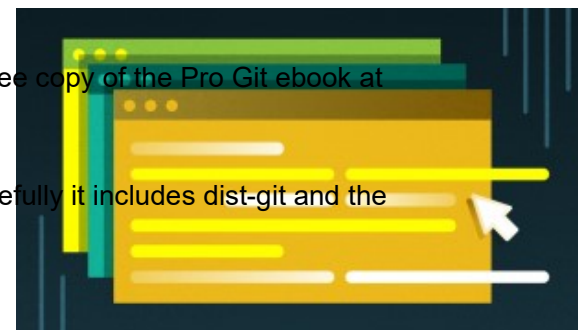 ee copy of the Pro Git ebook at
efully it includes dist-git and the